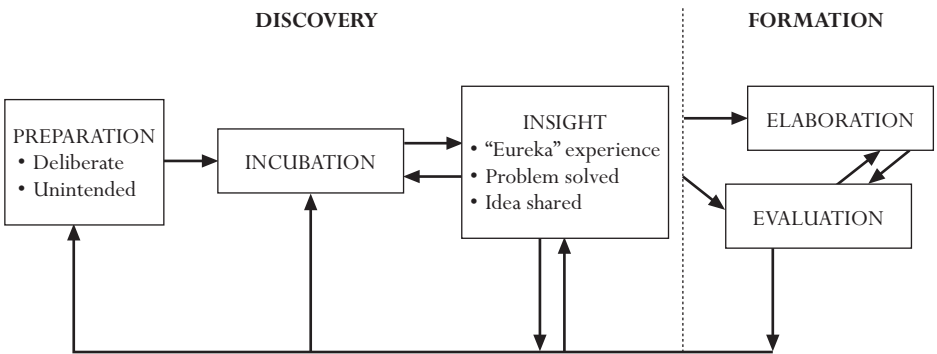 DISCOVERY
FORMATION
PREPARATION
• Deliberate
• Unintended
INCUBATION
INSIGHT
• “Eureka” experience
• Problem solved
• Idea shared
ELABORATION
EVALUATION